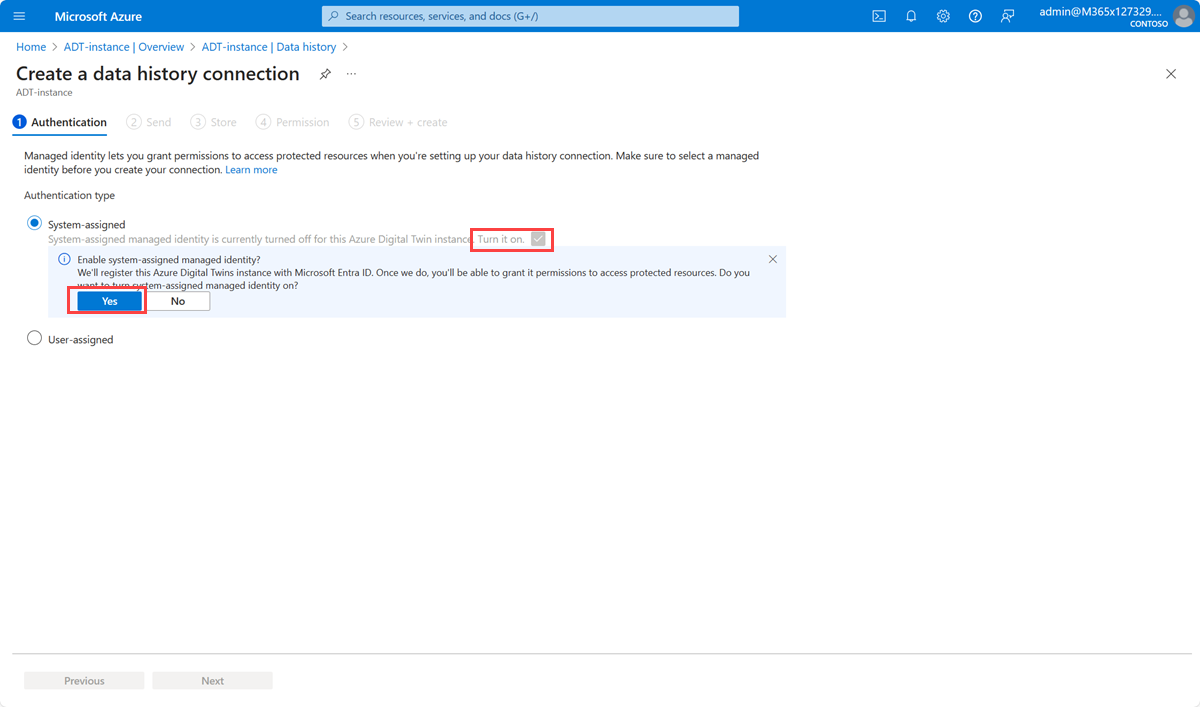 Microsoft Azure
Search resources, services, and docs (G+/)
admin@M365x127329....
CONTOSO
Home > ADT-instance | Overview > ADT-instance | Data history >
Create a data history connection
ADT-instance
1 Authentication 2 Send 3 Store 4 Permission 5 Review + create
Managed identity lets you grant permissions to access protected resources when you're setting up your data history connection. Make sure to select a managed
identity before you create your connection. Learn more
Authentication type
System-assigned
System-assigned managed identity is currently turned off for this Azure Digital Twin instance. Turn it on.
Enable system-assigned managed identity?
We'll register this Azure Digital Twins instance with Microsoft Entra ID. Once we do, you'll be able to grant it permissions to access protected resources. Do you
want to turn system-assigned managed identity on?
Yes No
User-assigned
Previous Next